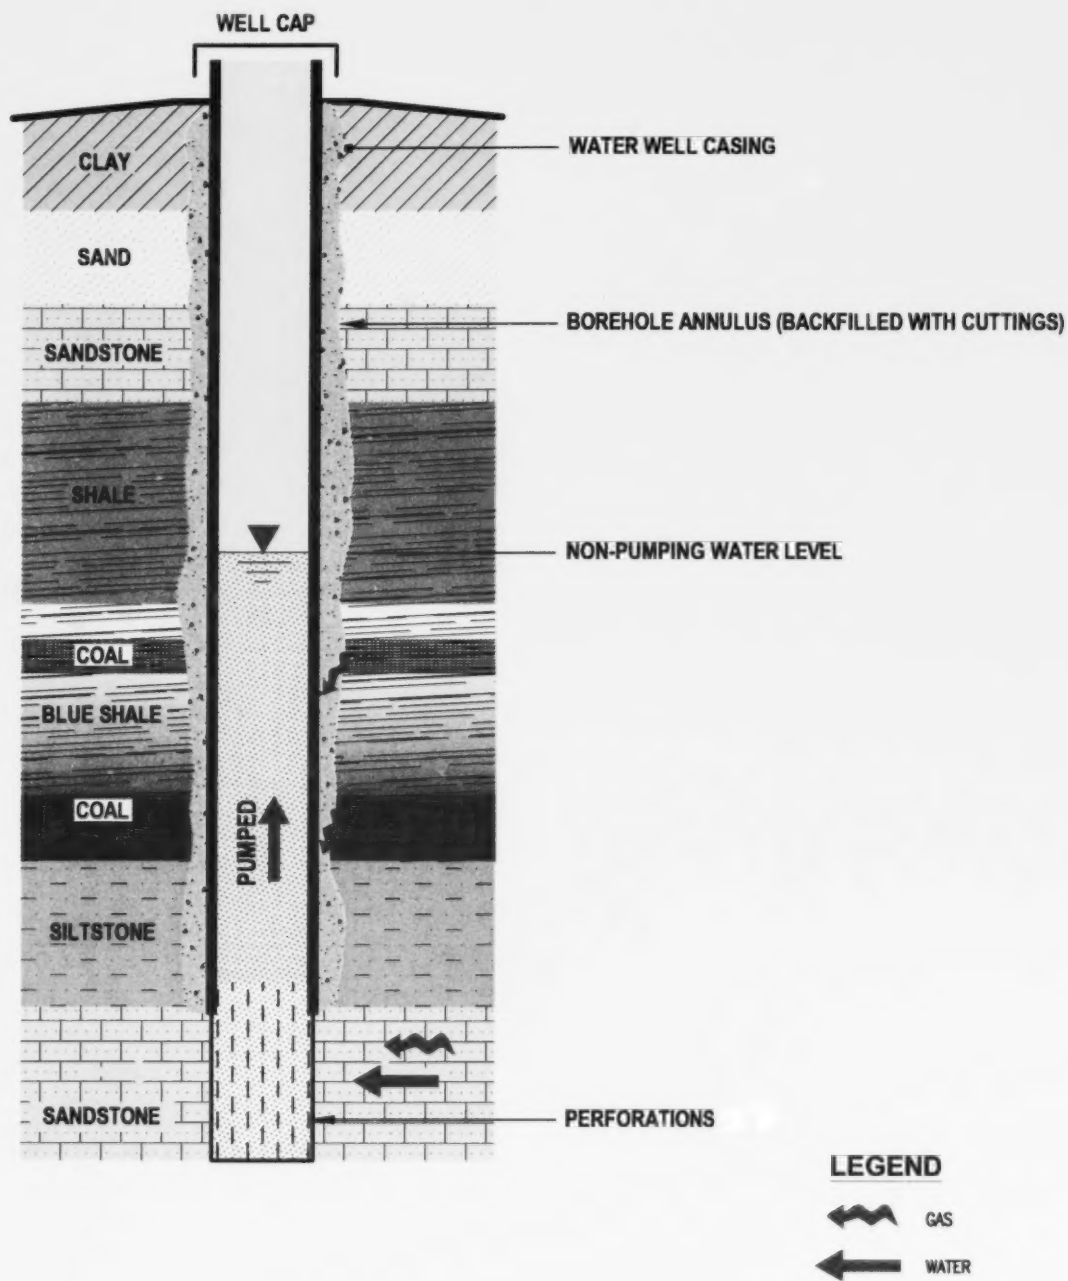 WELL CAP
CLAY
WATER WELL CASING
SAND
BOREHOLE ANNULUS (BACKFILLED WITH CUTTINGS)
SANDSTONE
SHALE
NON-PUMPING WATER LEVEL
COAL
BLUE SHALE
COAL
PUMPED
SILTSTONE
SANDSTONE
PERFORATIONS
LEGEND
GAS
WATER